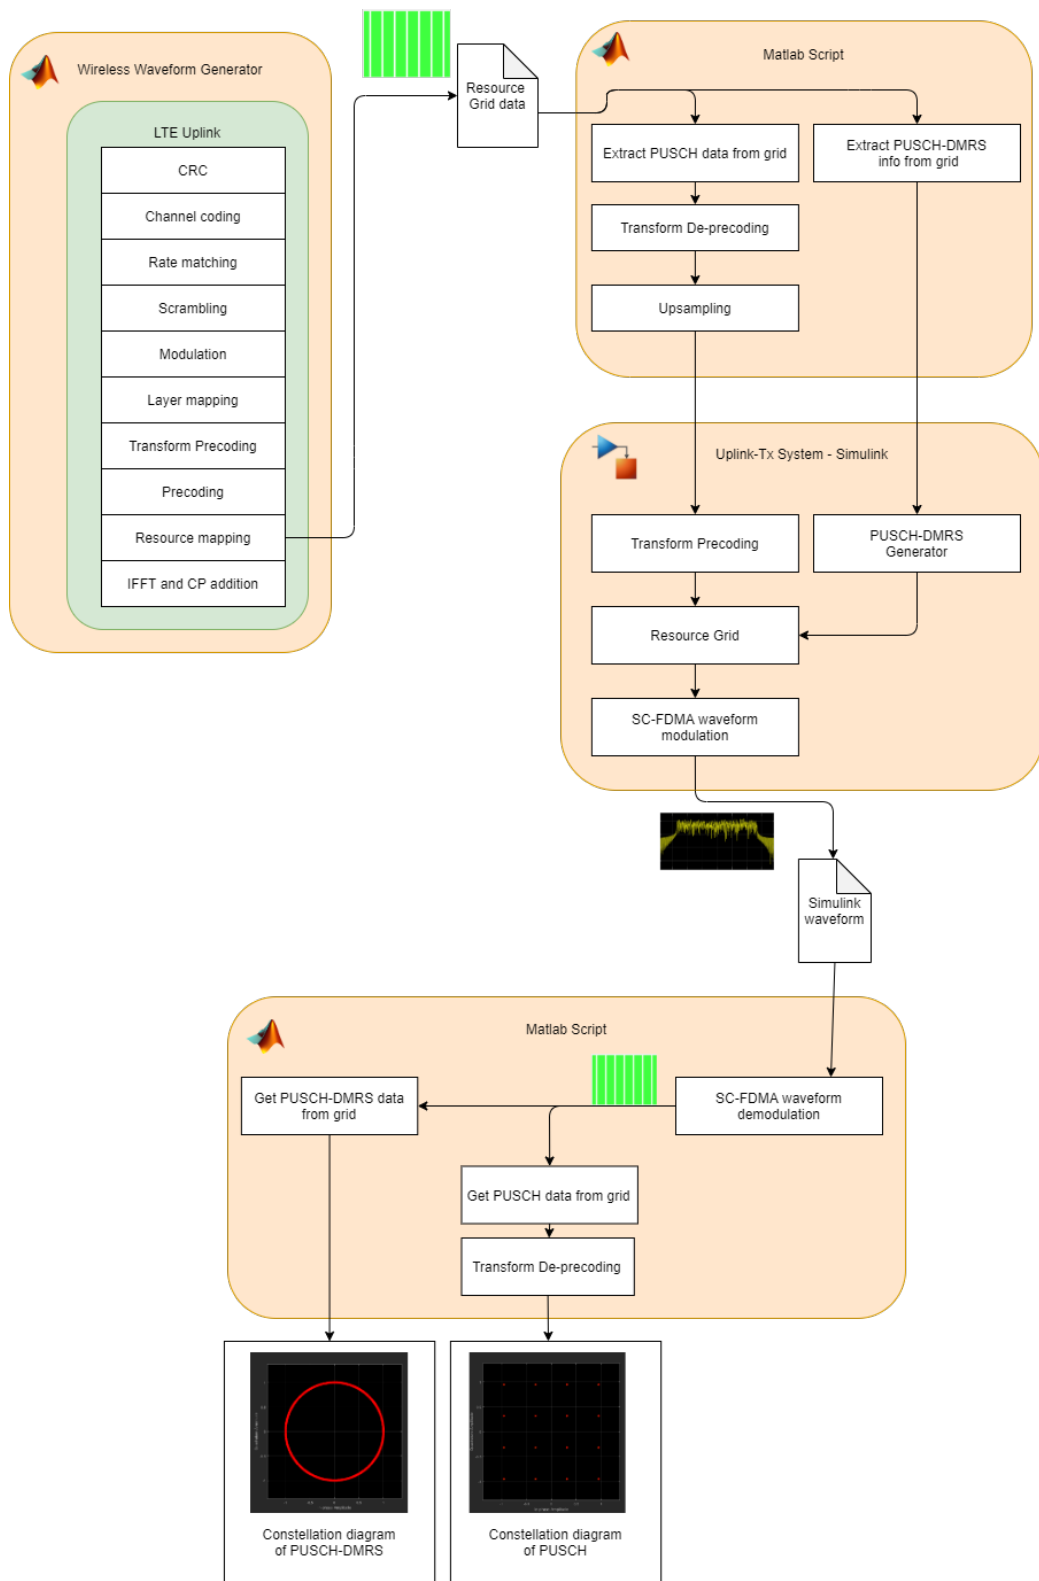 Wireless Waveform Generator
LTE Uplink
CRC
Channel coding
Rate matching
Scrambling
Modulation
Layer mapping
Transform Precoding
Precoding
Resource mapping
IFFT and CP addition
Resource
Grid data
Matlab Script
Extract PUSCH data from grid
Extract PUSCH-DMRS
info from grid
Transform De-precoding
Upsampling
Uplink-Tx System - Simulink
Transform Precoding
PUSCH-DMRS
Generator
Resource Grid
SC-FDMA waveform
modulation
Simulink
waveform
Matlab Script
Get PUSCH-DMRS data
from grid
SC-FDMA waveform
demodulation
Get PUSCH data from grid
Transform De-precoding
Constellation diagram
of PUSCH-DMRS
Constellation diagram
of PUSCH